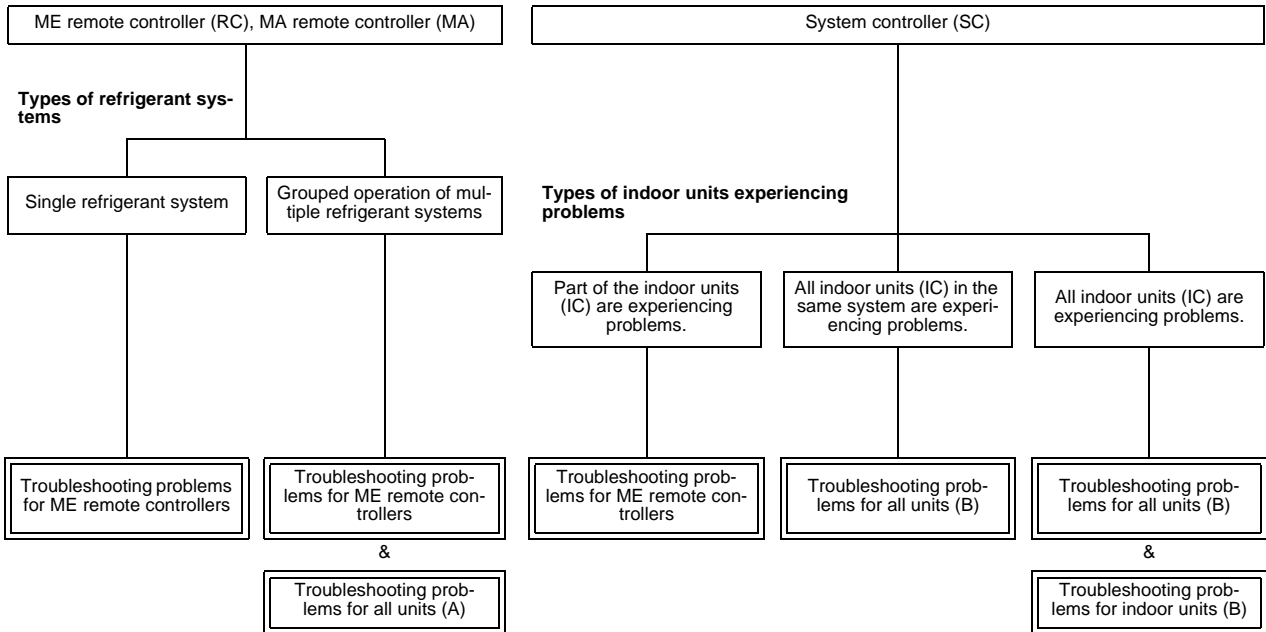 ME remote controller (RC), MA remote controller (MA)
System controller (SC)
Types of refrigerant sys-
tems
Single refrigerant system
Grouped operation of mul-
tiple refrigerant systems
Types of indoor units experiencing
problems
Part of the indoor units
(IC) are experiencing
problems.
All indoor units (IC) in the
same system are experi-
encing problems.
All indoor units (IC) are
experiencing problems.
Troubleshooting problems
for ME remote controllers
Troubleshooting prob-
lems for ME remote con-
trollers
Troubleshooting prob-
lems for ME remote con-
trollers
Troubleshooting prob-
lems for all units (B)
Troubleshooting prob-
lems for all units (B)
&
&
Troubleshooting prob-
lems for all units (A)
Troubleshooting prob-
lems for indoor units (B)